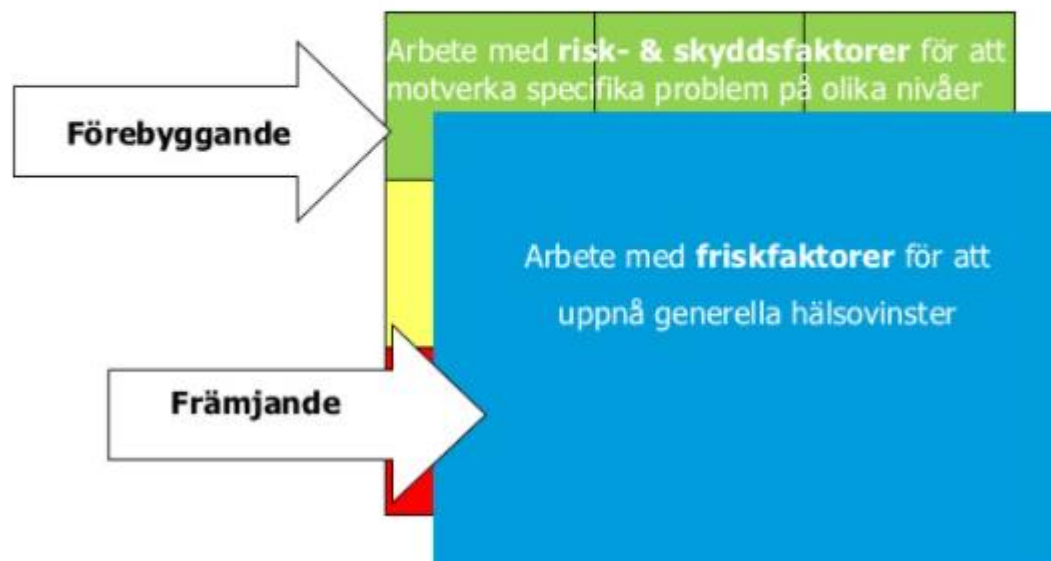 Arbete med risk- & skyddsfaktorer för att
motverka specifika problem på olika nivåer
Förebyggande
Arbete med friskfaktorer för att
uppnå generella hälsovinster
Främjande